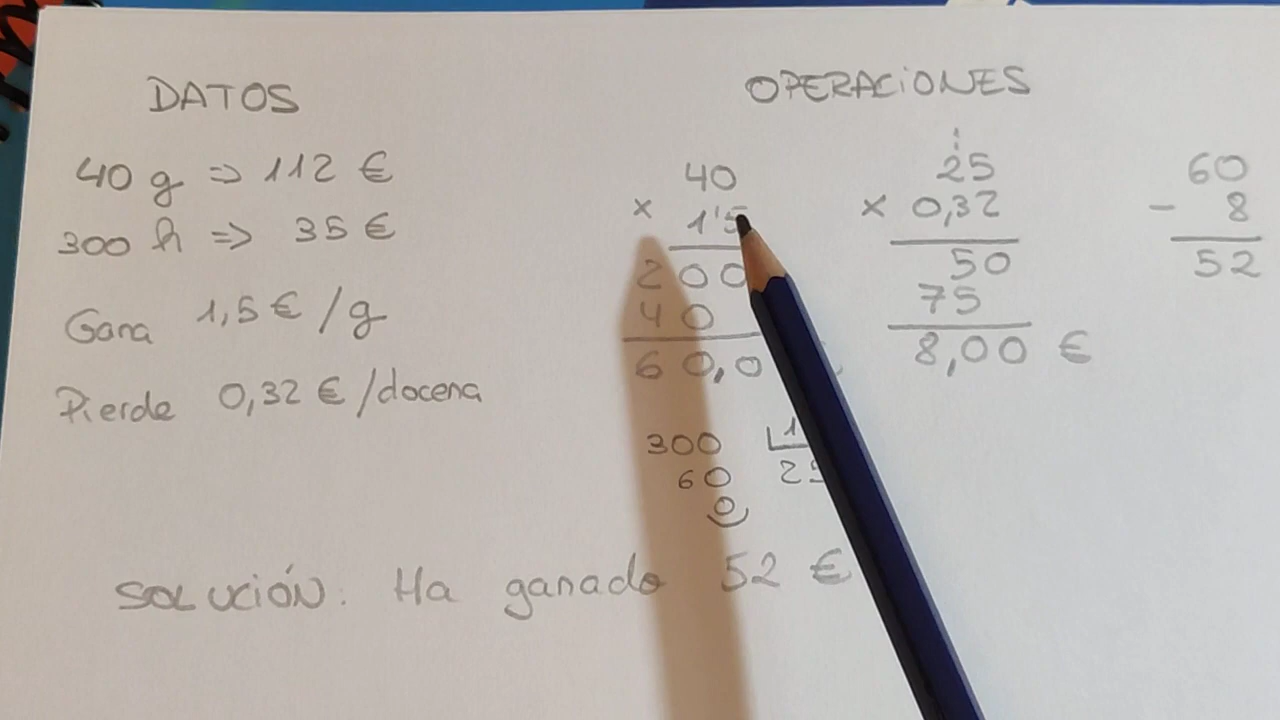 DATOS
40 g => 112 €
300 h => 35 €
Gana 1,5 € / g
Pierde 0,32 € /docena
OPERACIONES
40
x 1'5
200
40
60,0
300
60
0
25
x 0,32
50
75
8,00 €
60
- 8
52
SOLUCIÓN: Ha ganado 52 €